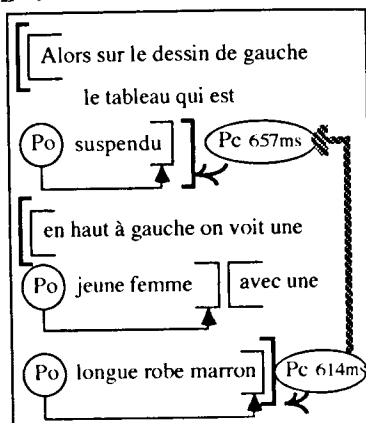 Alors sur le dessin de gauche
le tableau qui est
Po suspendu Pc 657ms
en haut à gauche on voit une
Po jeune femme avec une
Po longue robe marron Pc 614ms